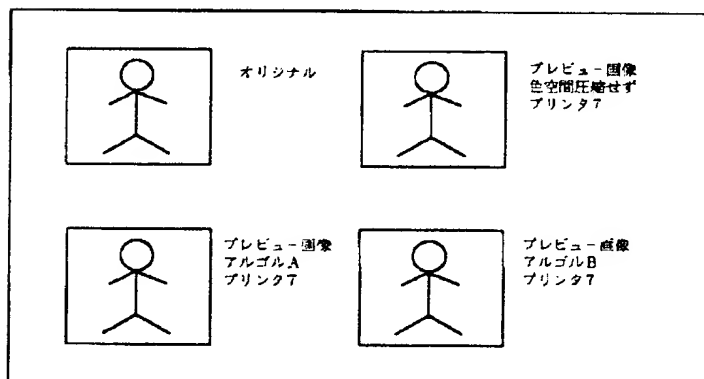 オリジナル
プレビュー画像
色空間圧縮せず
プリンタ7
プレビュー画像
アルゴルA
プリンタ7
プレビュー画像
アルゴルB
プリンタ7